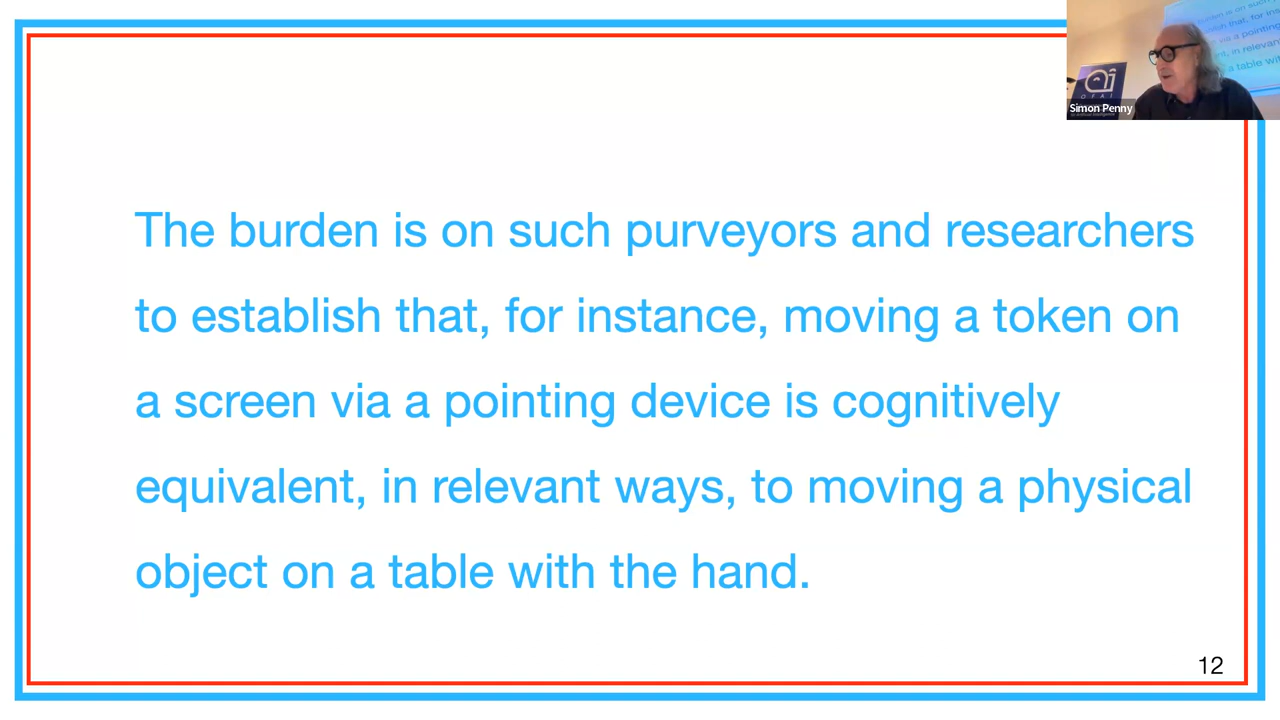 The burden is on such purveyors and researchers
to establish that, for instance, moving a token on
a screen via a pointing device is cognitively
equivalent, in relevant ways, to moving a physical
object on a table with the hand.
12
Simon Penny
OFAI